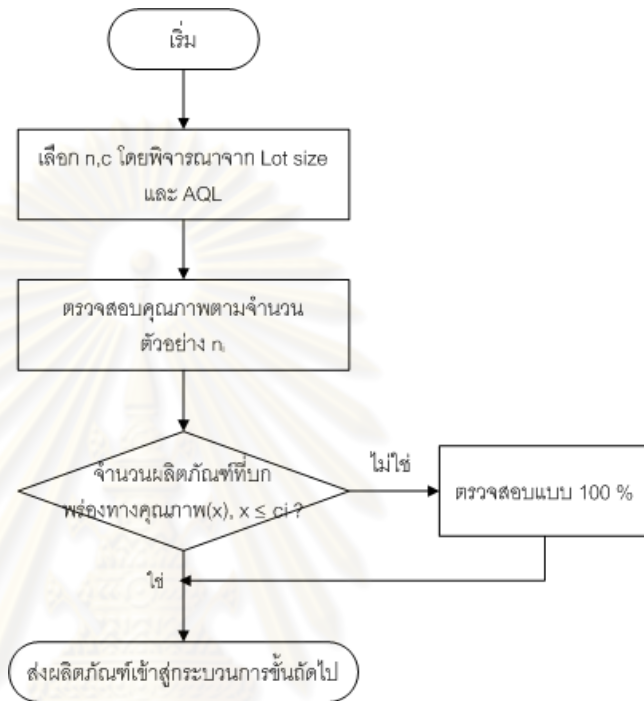 เริ่ม
เลือก n,c โดยพิจารณาจาก Lot size
และ AQL
ตรวจสอบคุณภาพตามจำนวน
ตัวอย่าง nᵢ
จำนวนผลิตภัณฑ์ที่บก
พร่องทางคุณภาพ(x), x ≤ ci ?
ไม่ใช่
ตรวจสอบแบบ 100 %
ใช่
ส่งผลิตภัณฑ์เข้าสู่กระบวนการขั้นถัดไป